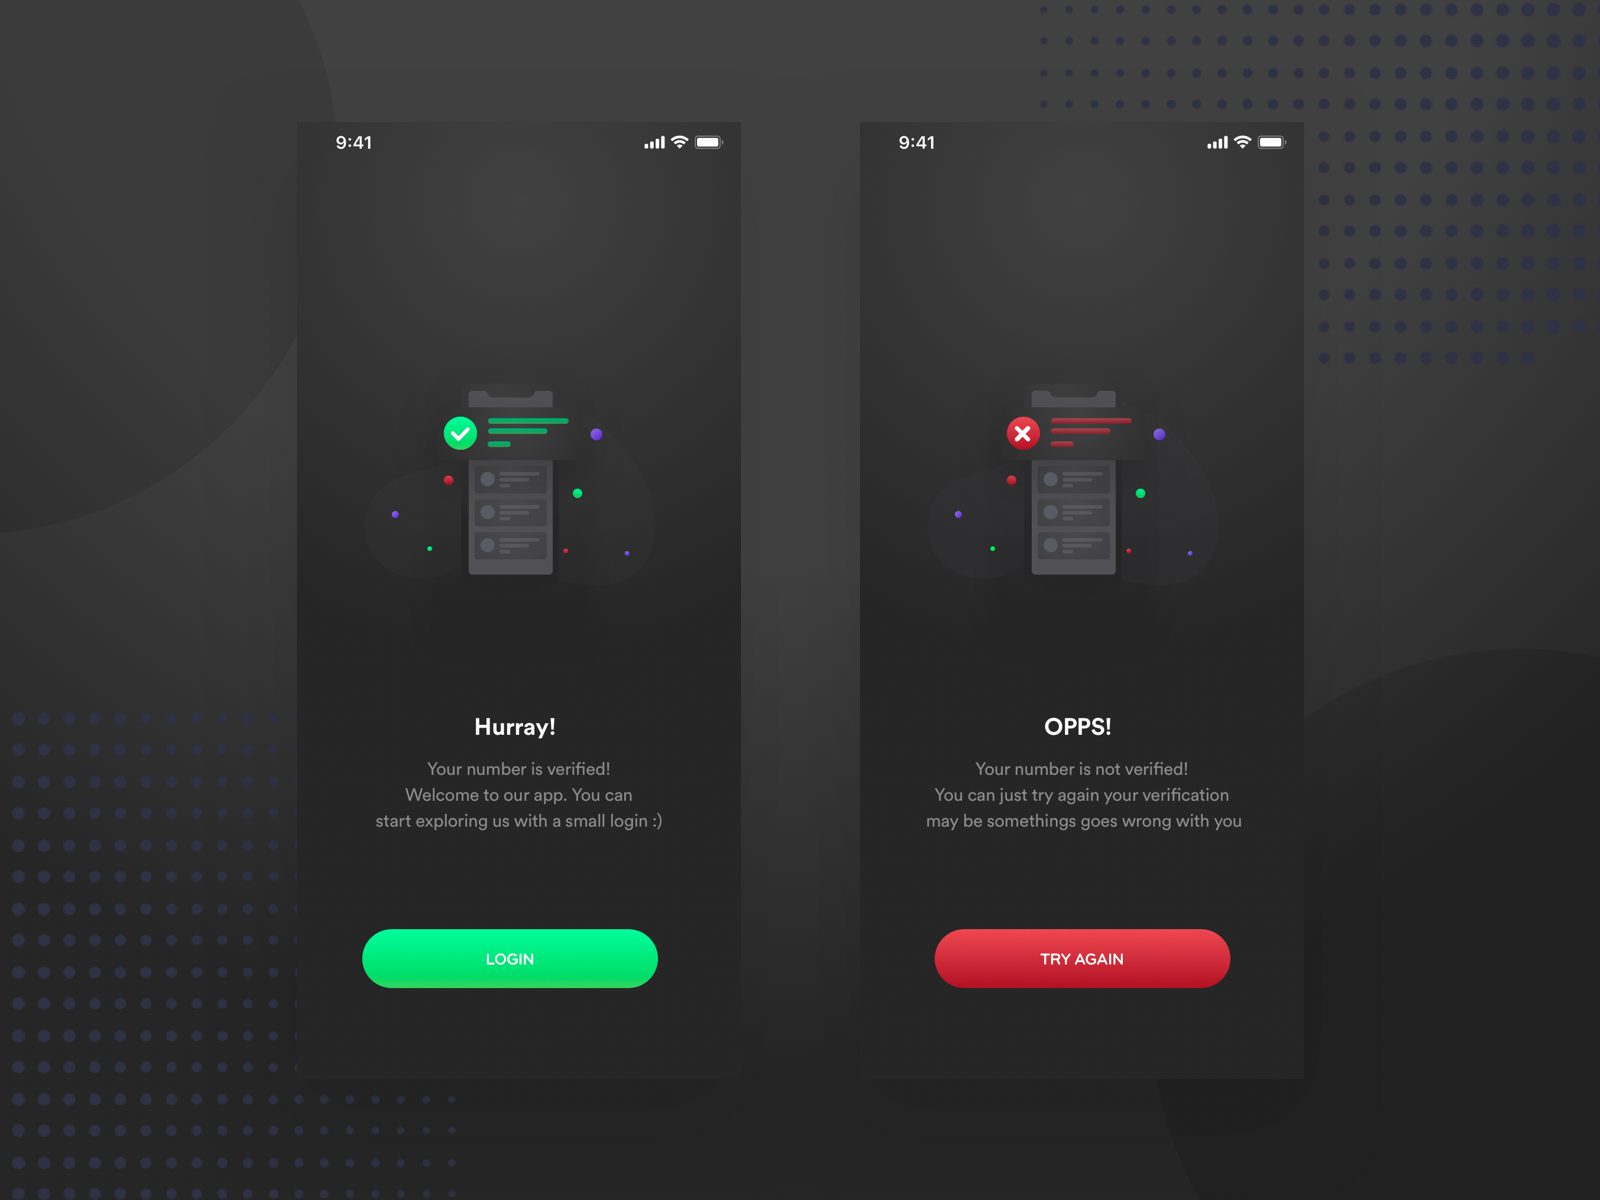 9:41
Hurray!
Your number is verified!
Welcome to our app. You can
start exploring us with a small login :)
LOGIN
9:41
OPPS!
Your number is not verified!
You can just try again your verification
may be somethings goes wrong with you
TRY AGAIN